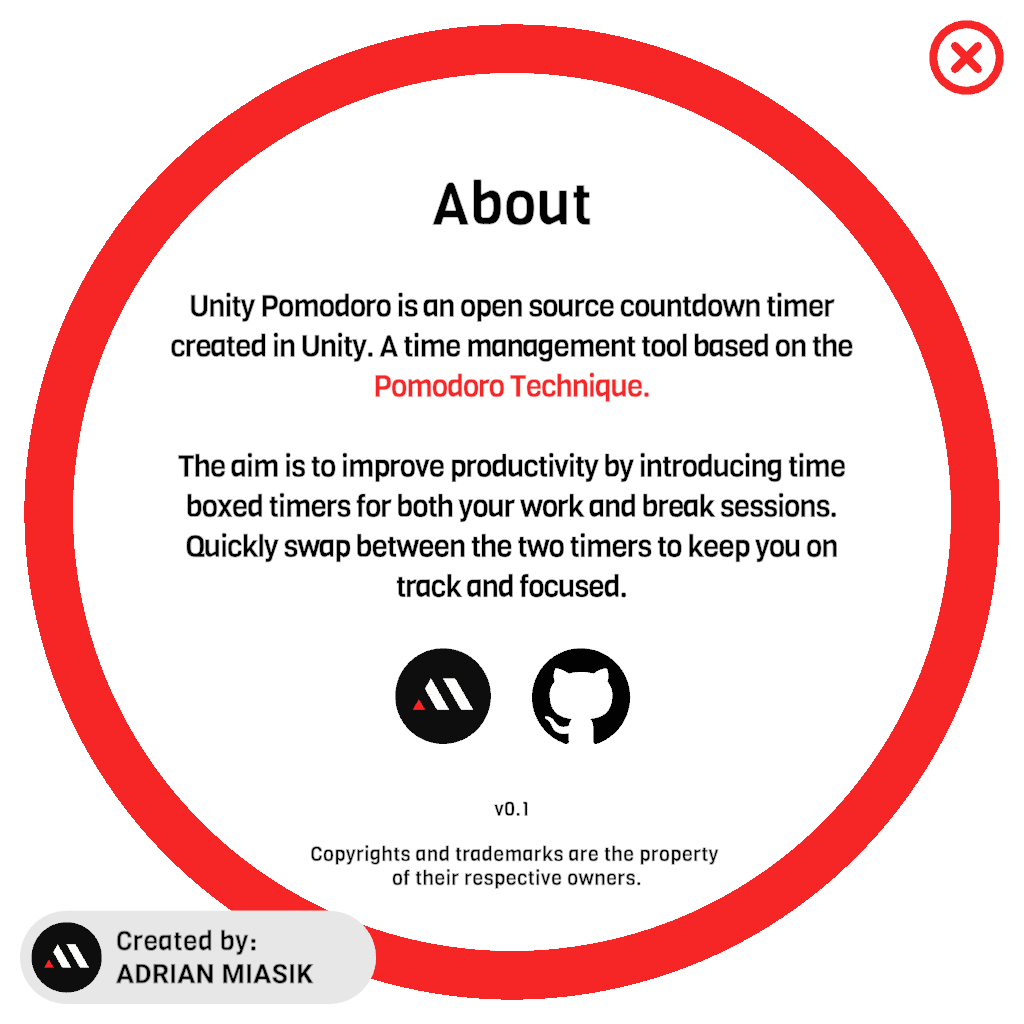 About
Unity Pomodoro is an open source countdown timer
created in Unity. A time management tool based on the
Pomodoro Technique.
The aim is to improve productivity by introducing time
boxed timers for both your work and break sessions.
Quickly swap between the two timers to keep you on
track and focused.
v0.1
Copyrights and trademarks are the property
of their respective owners.
Created by:
ADRIAN MIASIK